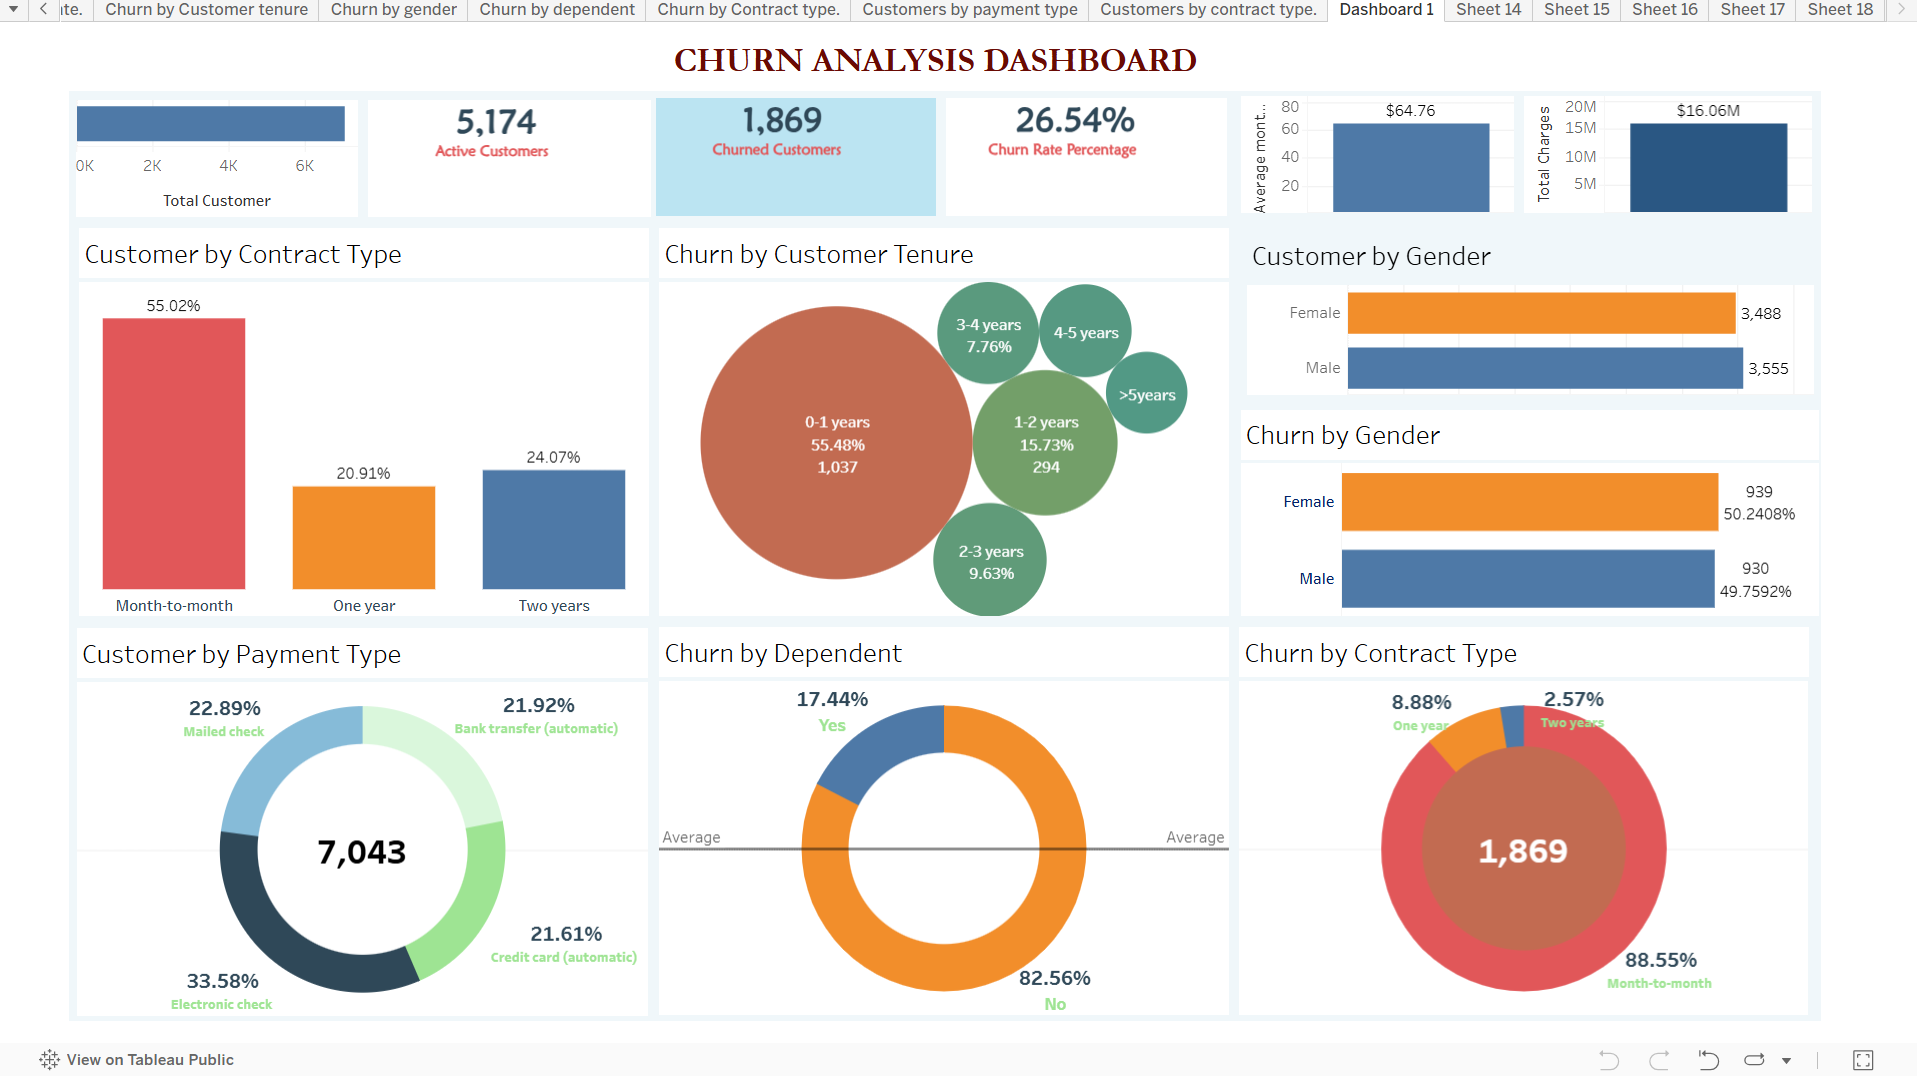 ate.
Churn by Customer tenure
Churn by gender
Churn by dependent
Churn by Contract type.
Customers by payment type
Customers by contract type.
Dashboard 1
Sheet 14
Sheet 15
Sheet 16
Sheet 17
Sheet 18
CHURN ANALYSIS DASHBOARD
0K 2K 4K 6K
Total Customer
5,174
Active Customers
1,869
Churned Customers
26.54%
Churn Rate Percentage
Average mont..
80
60
40
20
$64.76
Total Charges
20M
15M
10M
5M
$16.06M
Customer by Contract Type
55.02%
20.91%
24.07%
Month-to-month
One year
Two years
Churn by Customer Tenure
3-4 years
7.76%
4-5 years
>5years
0-1 years
55.48%
1,037
1-2 years
15.73%
294
2-3 years
9.63%
Customer by Gender
Female 3,488
Male 3,555
Churn by Gender
Female
939
50.2408%
Male
930
49.7592%
Customer by Payment Type
22.89%
Mailed check
21.92%
Bank transfer (automatic)
7,043
21.61%
Credit card (automatic)
33.58%
Electronic check
Churn by Dependent
17.44%
Yes
Average
Average
82.56%
No
Churn by Contract Type
8.88%
One year
2.57%
Two years
1,869
88.55%
Month-to-month
View on Tableau Public